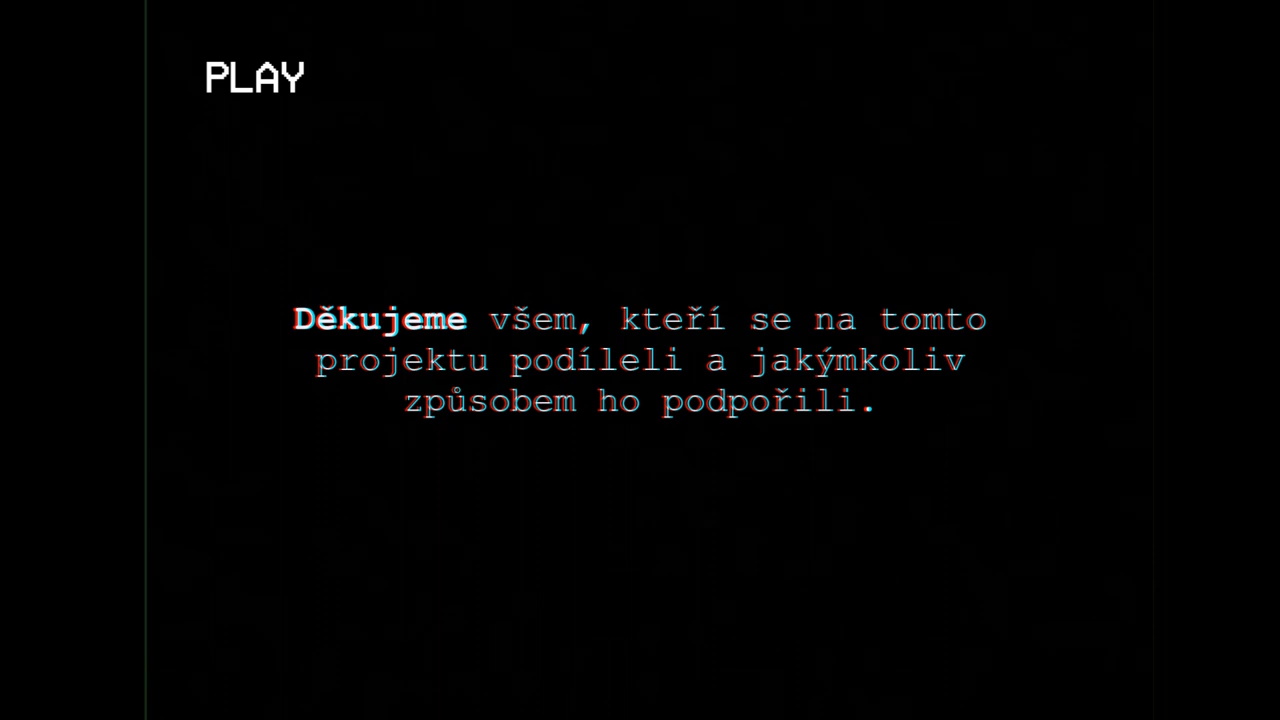 PLAY
Děkujeme všem, kteří se na tomto
projektu podíleli a jakýmkoliv
způsobem ho podpořili.